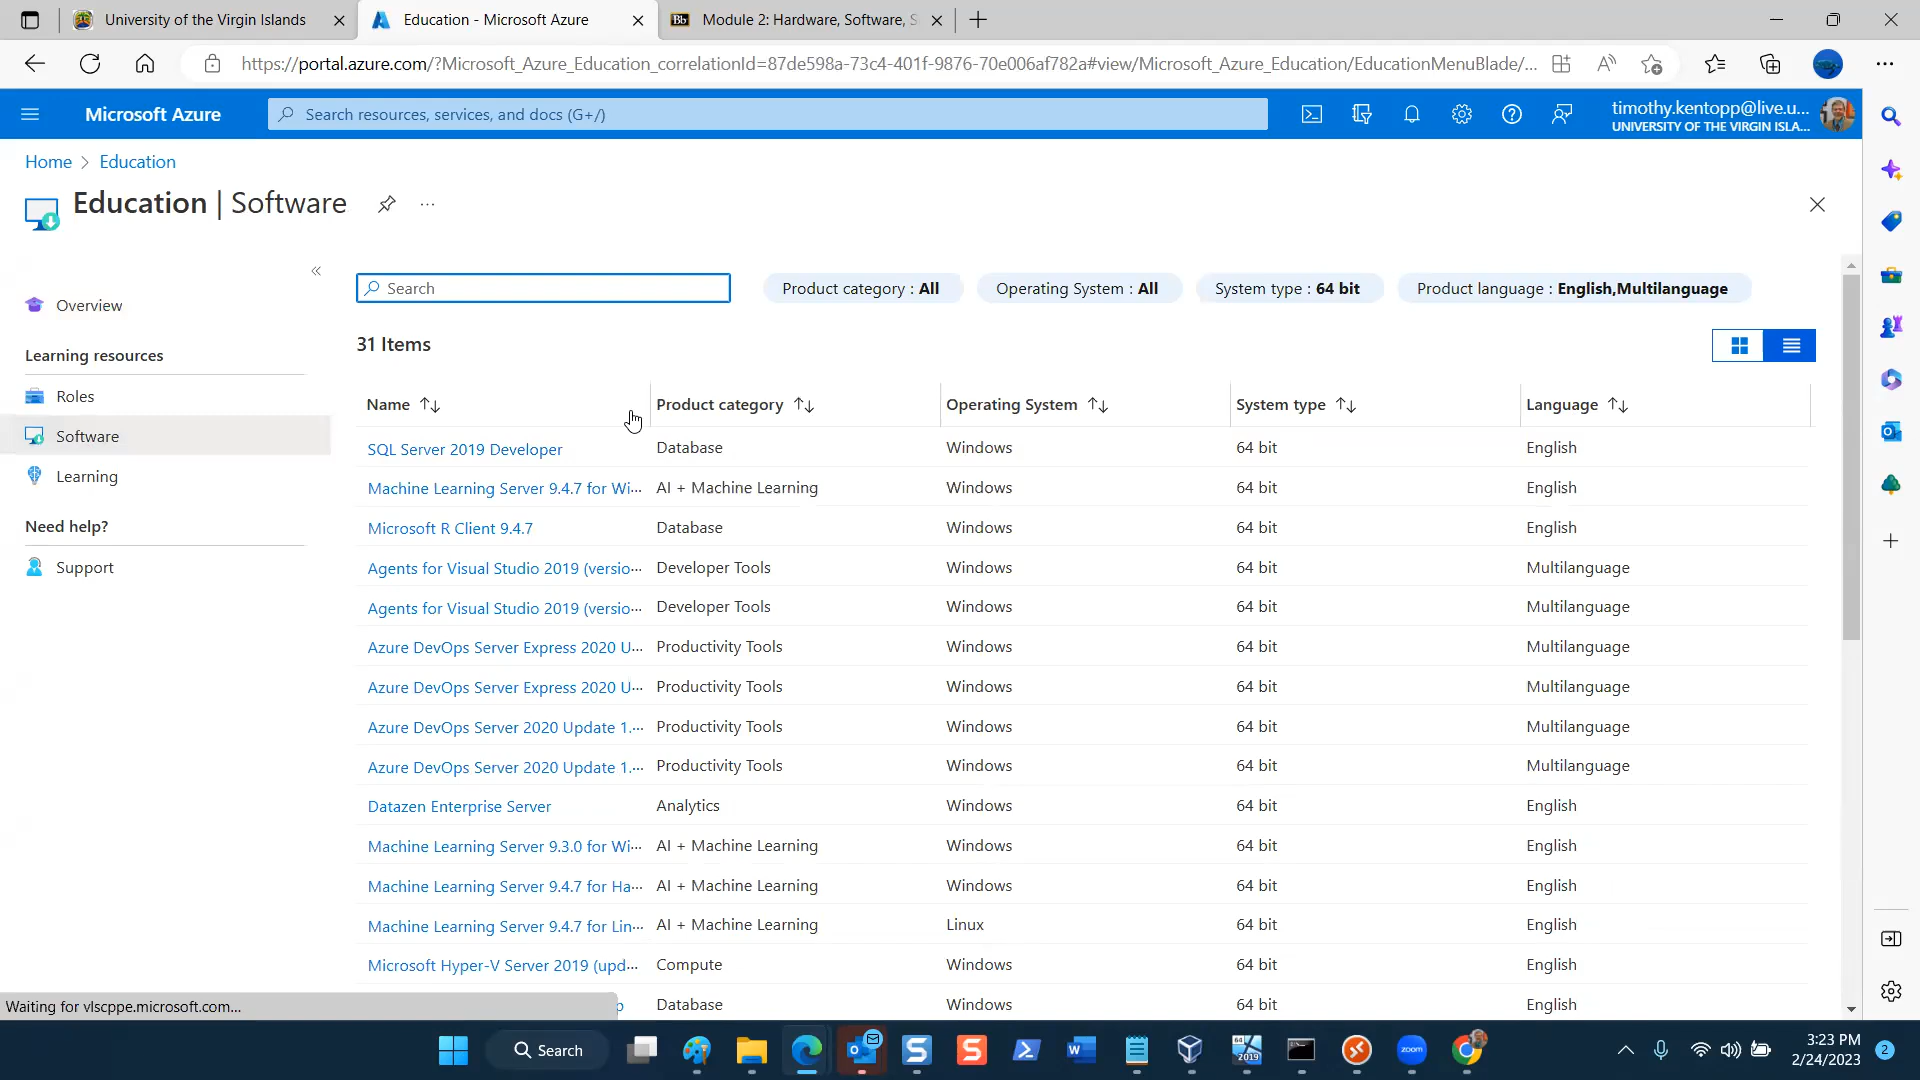 University of the Virgin Islands
Education - Microsoft Azure
Bb
Module 2: Hardware, Software, S
https://portal.azure.com/?Microsoft_Azure_Education_correlationId=87de598a-73c4-401f-9876-70e006af782a#view/Microsoft_Azure_Education/EducationMenuBlade/...
Microsoft Azure
Search resources, services, and docs (G+/)
timothy.kentopp@live.u...
UNIVERSITY OF THE VIRGIN ISLA...
Home > Education
Education | Software
...
«
Search
Product category : All
Operating System : All
System type : 64 bit
Product language : English,Multilanguage
Overview
Learning resources
Roles
Software
Learning
Need help?
Support
31 Items
Name Product category Operating System System type Language
SQL Server 2019 Developer Database Windows 64 bit English
Machine Learning Server 9.4.7 for Wi... AI + Machine Learning Windows 64 bit English
Microsoft R Client 9.4.7 Database Windows 64 bit English
Agents for Visual Studio 2019 (versio... Developer Tools Windows 64 bit Multilanguage
Agents for Visual Studio 2019 (versio... Developer Tools Windows 64 bit Multilanguage
Azure DevOps Server Express 2020 U... Productivity Tools Windows 64 bit Multilanguage
Azure DevOps Server Express 2020 U... Productivity Tools Windows 64 bit Multilanguage
Azure DevOps Server 2020 Update 1.... Productivity Tools Windows 64 bit Multilanguage
Azure DevOps Server 2020 Update 1.... Productivity Tools Windows 64 bit Multilanguage
Datazen Enterprise Server Analytics Windows 64 bit English
Machine Learning Server 9.3.0 for Wi... AI + Machine Learning Windows 64 bit English
Machine Learning Server 9.4.7 for Ha... AI + Machine Learning Windows 64 bit English
Machine Learning Server 9.4.7 for Lin... AI + Machine Learning Linux 64 bit English
Microsoft Hyper-V Server 2019 (upd... Compute Windows 64 bit English
Database Windows 64 bit English
Waiting for vlscppe.microsoft.com...
Search
64
2019
zoom
3:23 PM
2/24/2023
2